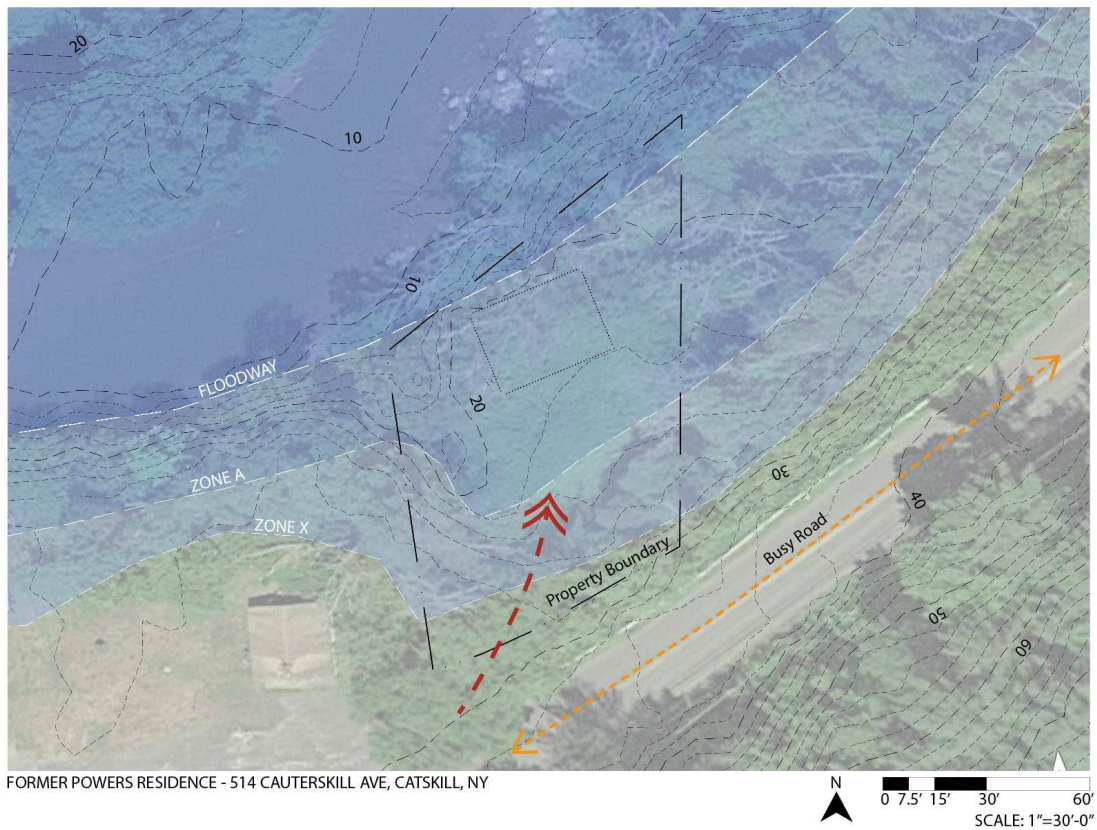 20
10
10
FLOODWAY
20
ZONE A
30
ZONE X
40
Busy Road
Property Boundary
50
60
FORMER POWERS RESIDENCE - 514 CAUTERSKILL AVE, CATSKILL, NY
N
0 7.5' 15' 30' 60'
SCALE: 1"=30'-0"